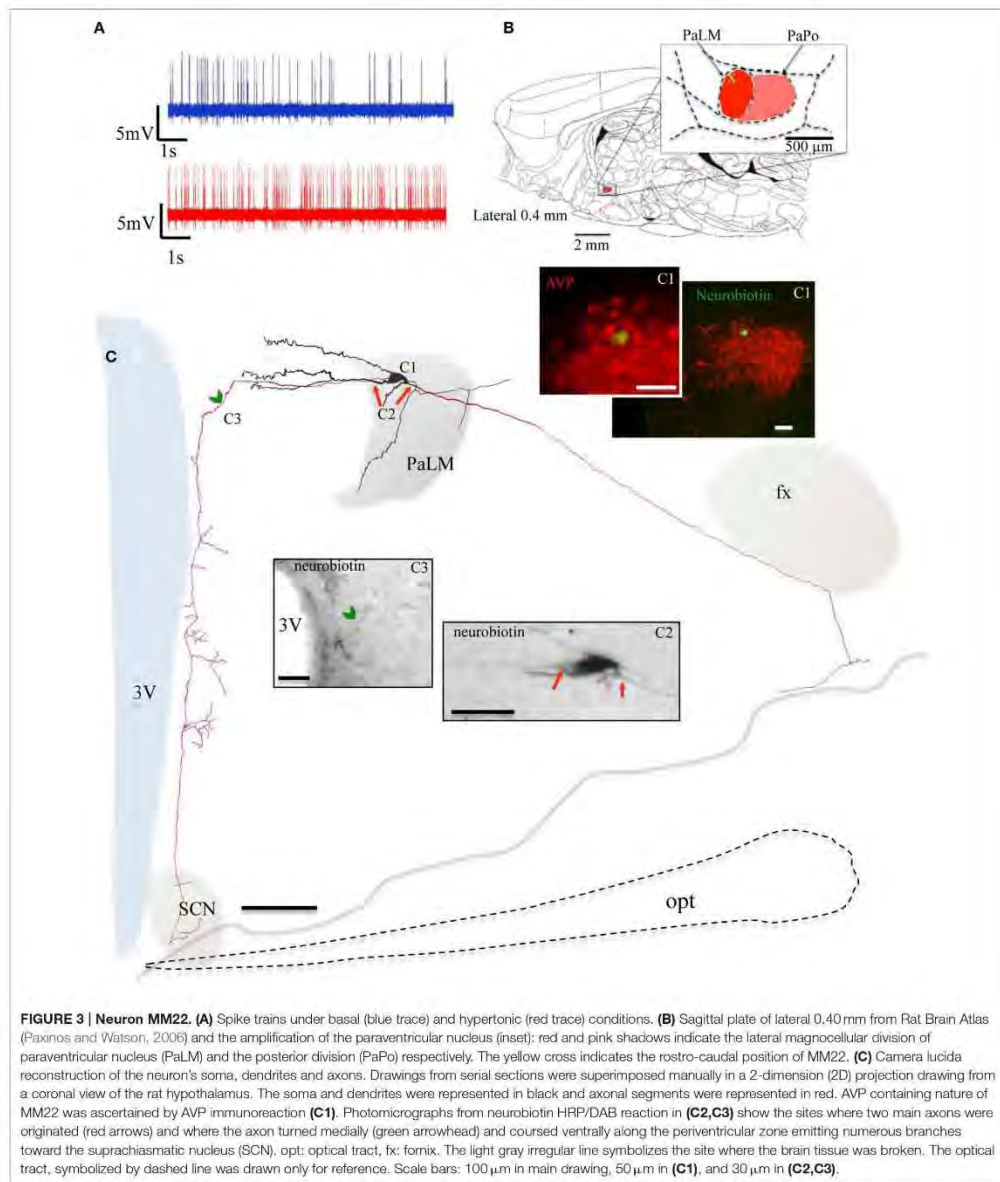 A
5mV
1s
5mV
1s
B
PaLM
PaPo
500 µm
Lateral 0.4 mm
2 mm
AVP
C1
Neurobiotin
C1
C
C1
C2
C3
PaLM
fx
neurobiotin
C3
3V
neurobiotin
C2
3V
SCN
opt
FIGURE 3 | Neuron MM22. (A) Spike trains under basal (blue trace) and hypertonic (red trace) conditions. (B) Sagittal plate of lateral 0.40 mm from Rat Brain Atlas
(Paxinos and Watson, 2006) and the amplification of the paraventricular nucleus (inset): red and pink shadows indicate the lateral magnocellular division of
paraventricular nucleus (PaLM) and the posterior division (PaPo) respectively. The yellow cross indicates the rostro-caudal position of MM22. (C) Camera lucida
reconstruction of the neuron's soma, dendrites and axons. Drawings from serial sections were superimposed manually in a 2-dimension (2D) projection drawing from
a coronal view of the rat hypothalamus. The soma and dendrites were represented in black and axonal segments were represented in red. AVP containing nature of
MM22 was ascertained by AVP immunoreaction (C1). Photomicrographs from neurobiotin HRP/DAB reaction in (C2,C3) show the sites where two main axons were
originated (red arrows) and where the axon turned medially (green arrowhead) and coursed ventrally along the periventricular zone emitting numerous branches
toward the suprachiasmatic nucleus (SCN). opt: optical tract, fx: fornix. The light gray irregular line symbolizes the site where the brain tissue was broken. The optical
tract, symbolized by dashed line was drawn only for reference. Scale bars: 100 µm in main drawing, 50 µm in (C1), and 30 µm in (C2,C3).